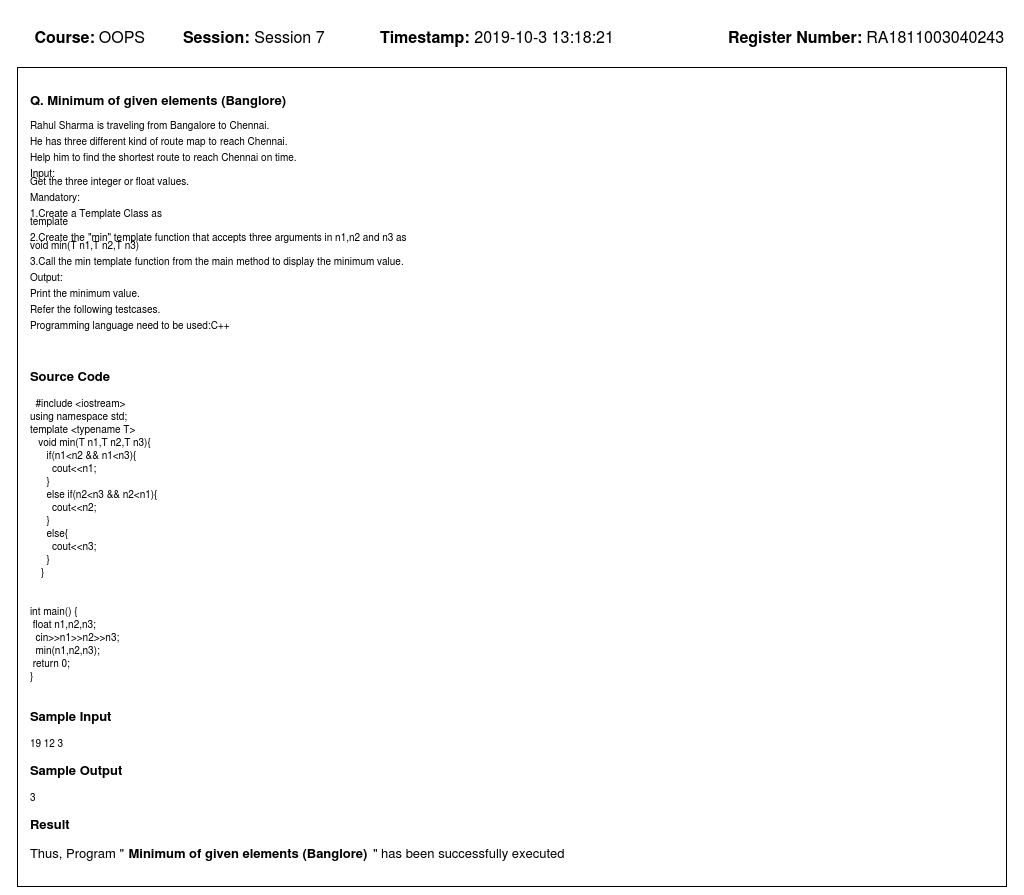 Course: OOPS Session: Session 7 Timestamp: 2019-10-3 13:18:21 Register Number: RA1811003040243
Q. Minimum of given elements (Banglore)
Rahul Sharma is traveling from Bangalore to Chennai.
He has three different kind of route map to reach Chennai.
Help him to find the shortest route to reach Chennai on time.
Input:
Get the three integer or float values.
Mandatory:
1.Create a Template Class as
template
2.Create the "min" template function that accepts three arguments in n1,n2 and n3 as
void min(T n1,T n2,T n3)
3.Call the min template function from the main method to display the minimum value.
Output:
Print the minimum value.
Refer the following testcases.
Programming language need to be used:C++
Source Code
#include <iostream>
using namespace std;
template <typename T>
void min(T n1,T n2,T n3){
if(n1<n2 && n1<n3){
cout<<n1;
}
else if(n2<n3 && n2<n1){
cout<<n2;
}
else{
cout<<n3;
}
}
int main() {
float n1,n2,n3;
cin>>n1>>n2>>n3;
min(n1,n2,n3);
return 0;
}
Sample Input
19 12 3
Sample Output
3
Result
Thus, Program " Minimum of given elements (Banglore) " has been successfully executed